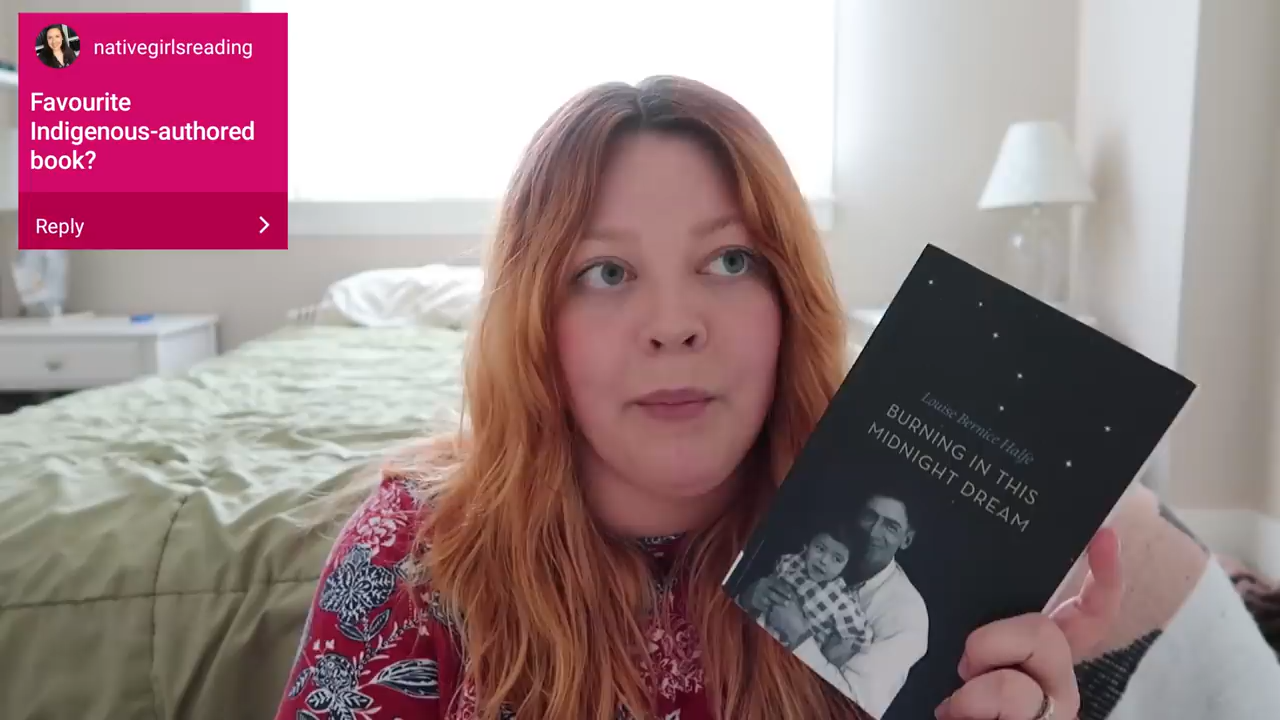 nativegirlsreading
Favourite
Indigenous-authored
book?
Reply
Louise Bernice Halfe
BURNING IN THIS
MIDNIGHT DREAM